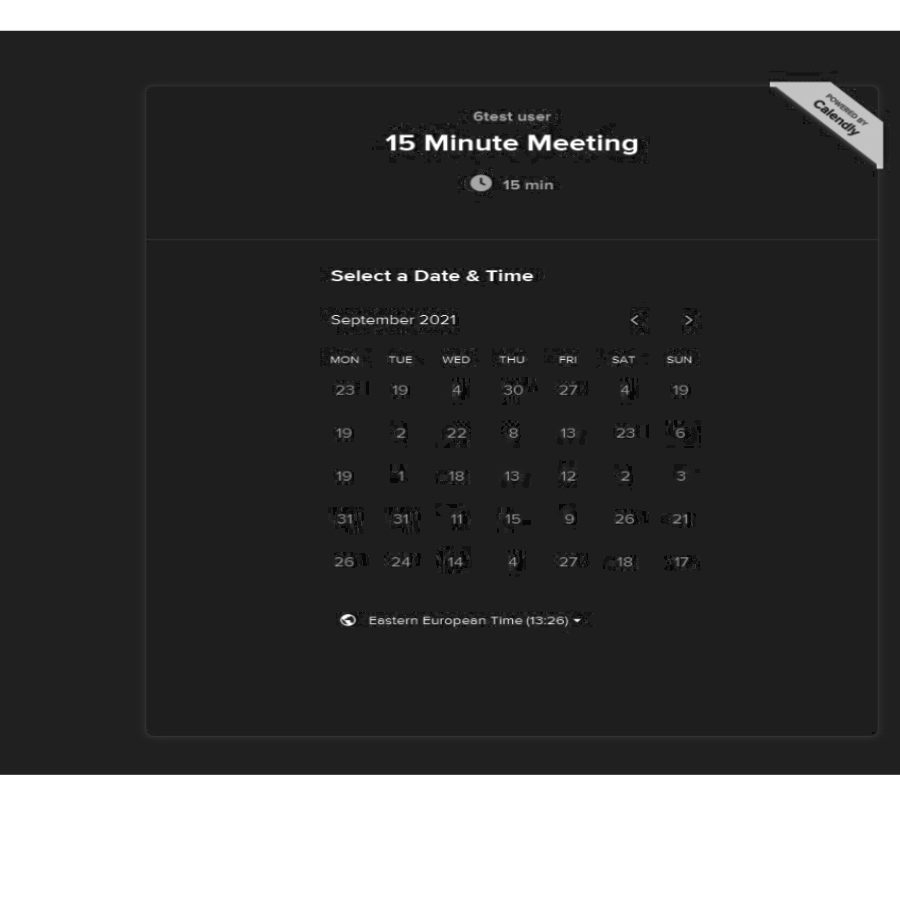 POWERED BY
Calendly
6test user
15 Minute Meeting
15 min
Select a Date & Time
September 2021 < >
MON TUE WED THU FRI SAT SUN
23 19 4 30 27 4 19
19 2 22 8 13 23 6
19 1 18 13 12 2 3
31 31 11 15 9 26 21
26 24 14 4 27 18 17
Eastern European Time (13:26)